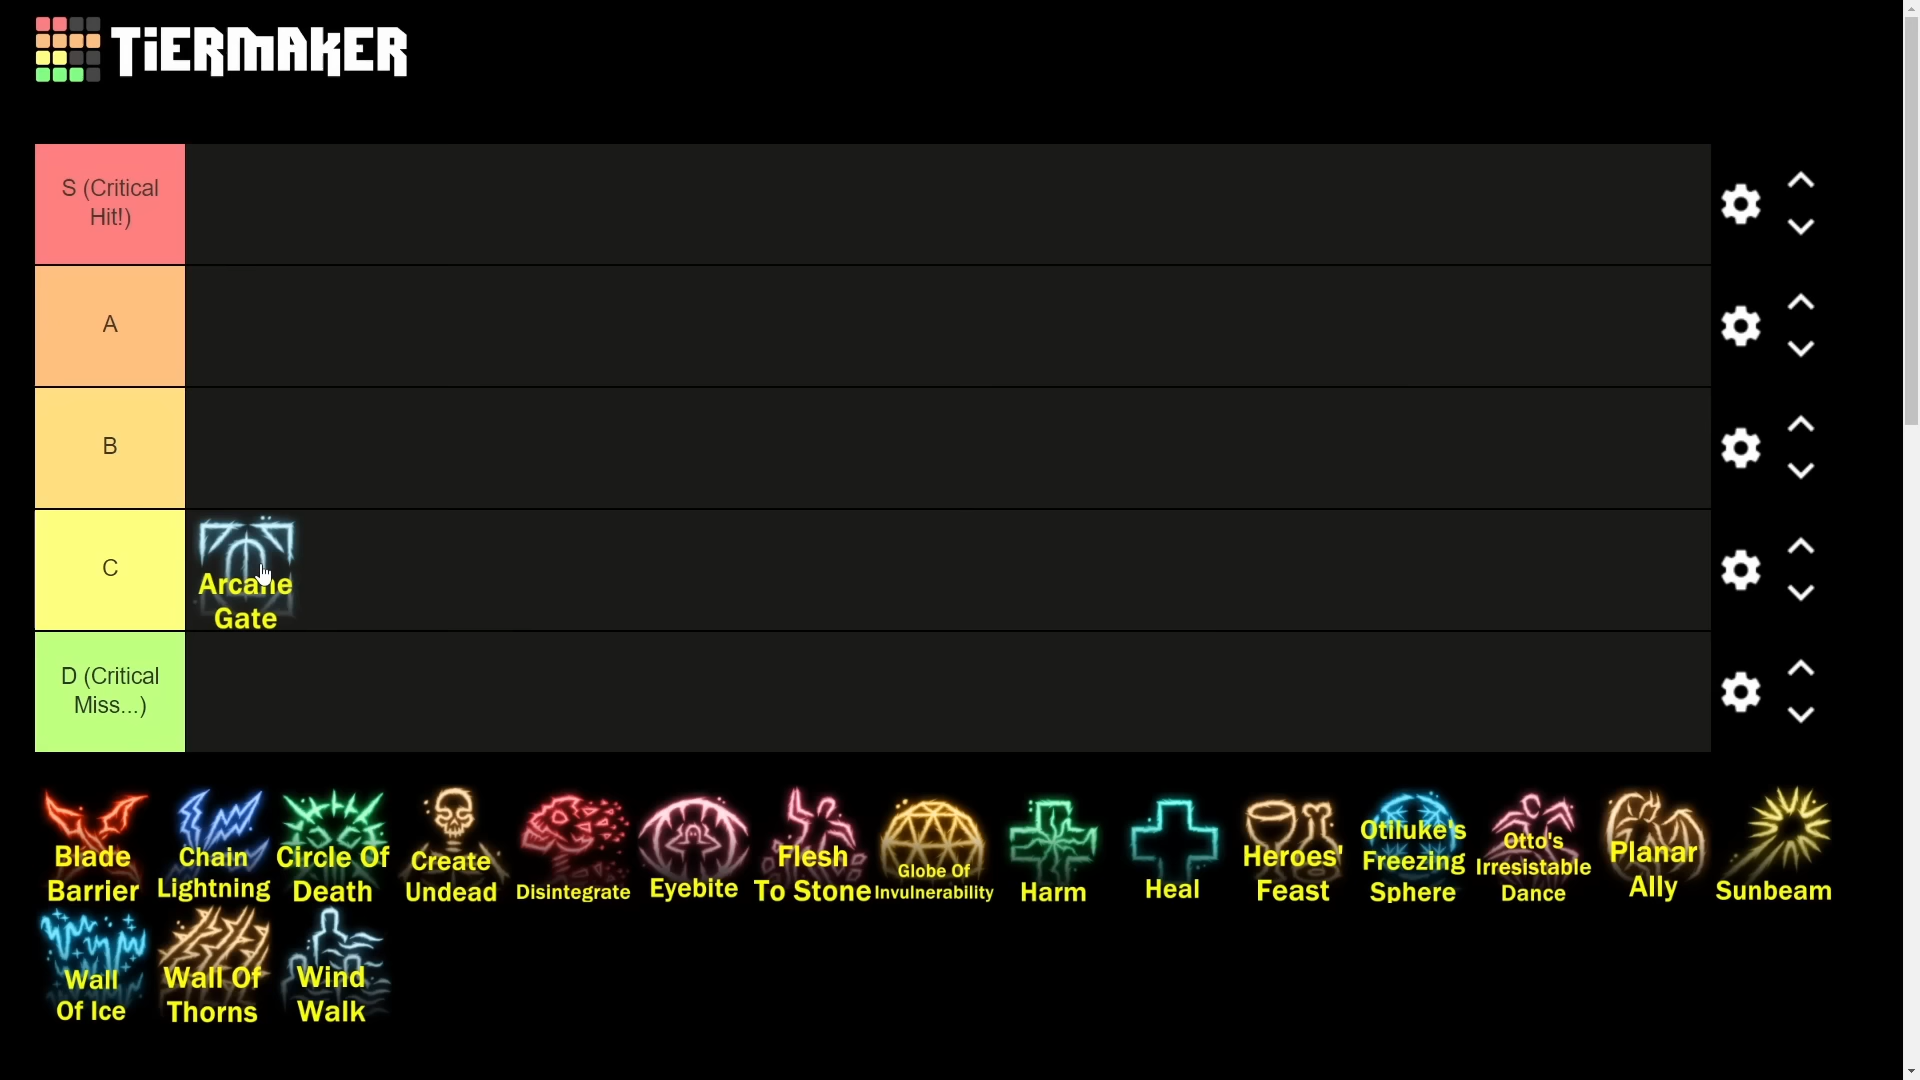 TiERMAKER
S (Critical
Hit!)
A
B
C
Arcane
Gate
D (Critical
Miss...)
Blade
Barrier
Chain
Lightning
Circle Of
Death
Create
Undead
Disintegrate
Eyebite
Flesh
To Stone
Globe Of
Invulnerability
Harm
Heal
Heroes'
Feast
Otiluke's
Freezing
Sphere
Otto's
Irresistable
Dance
Planar
Ally
Sunbeam
Wall
Of Ice
Wall Of
Thorns
Wind
Walk